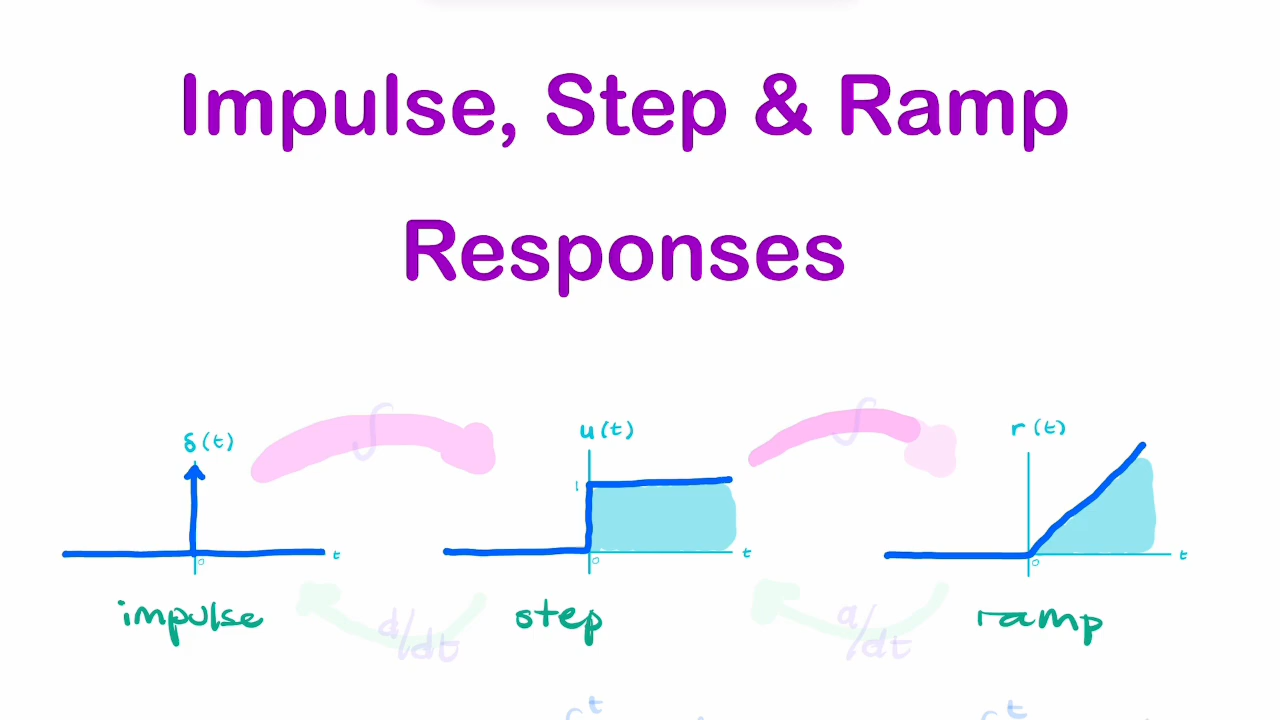 Impulse, Step & Ramp
Responses
∫ ∫
δ(t) u(t) r(t)
1
t t t
0 0 0
impulse step ramp
d/dt d/dt
∫ t ∫ t